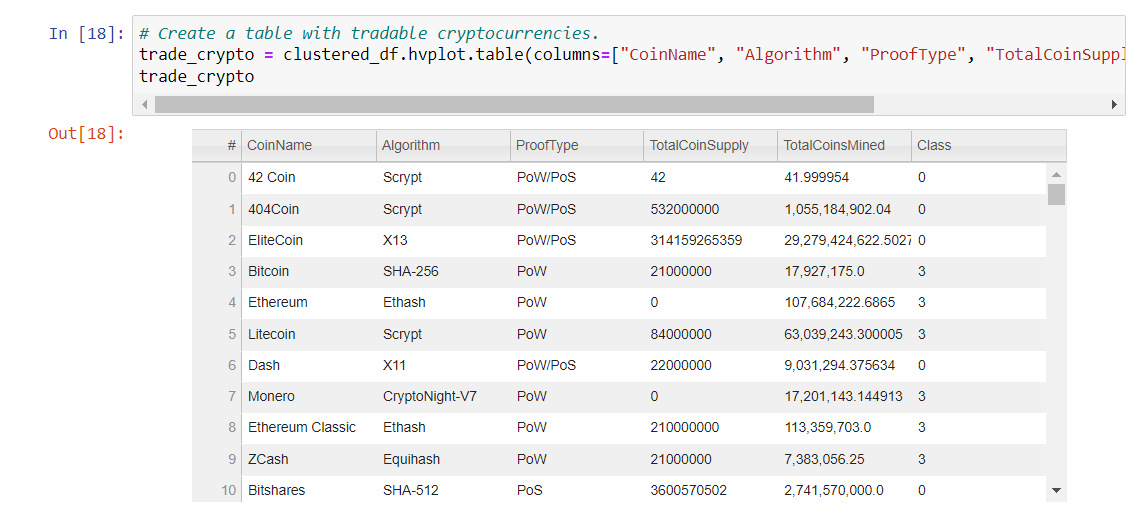 In [18]: # Create a table with tradable cryptocurrencies.
trade_crypto = clustered_df.hvplot.table(columns=["CoinName", "Algorithm", "ProofType", "TotalCoinSuppl
trade_crypto
Out[18]:
# CoinName Algorithm ProofType TotalCoinSupply TotalCoinsMined Class
0 42 Coin Scrypt PoW/PoS 42 41.999954 0
1 404Coin Scrypt PoW/PoS 532000000 1,055,184,902.04 0
2 EliteCoin X13 PoW/PoS 314159265359 29,279,424,622.5027 0
3 Bitcoin SHA-256 PoW 21000000 17,927,175.0 3
4 Ethereum Ethash PoW 0 107,684,222.6865 3
5 Litecoin Scrypt PoW 84000000 63,039,243.300005 3
6 Dash X11 PoW/PoS 22000000 9,031,294.375634 0
7 Monero CryptoNight-V7 PoW 0 17,201,143.144913 3
8 Ethereum Classic Ethash PoW 210000000 113,359,703.0 3
9 ZCash Equihash PoW 21000000 7,383,056.25 3
10 Bitshares SHA-512 PoS 3600570502 2,741,570,000.0 0